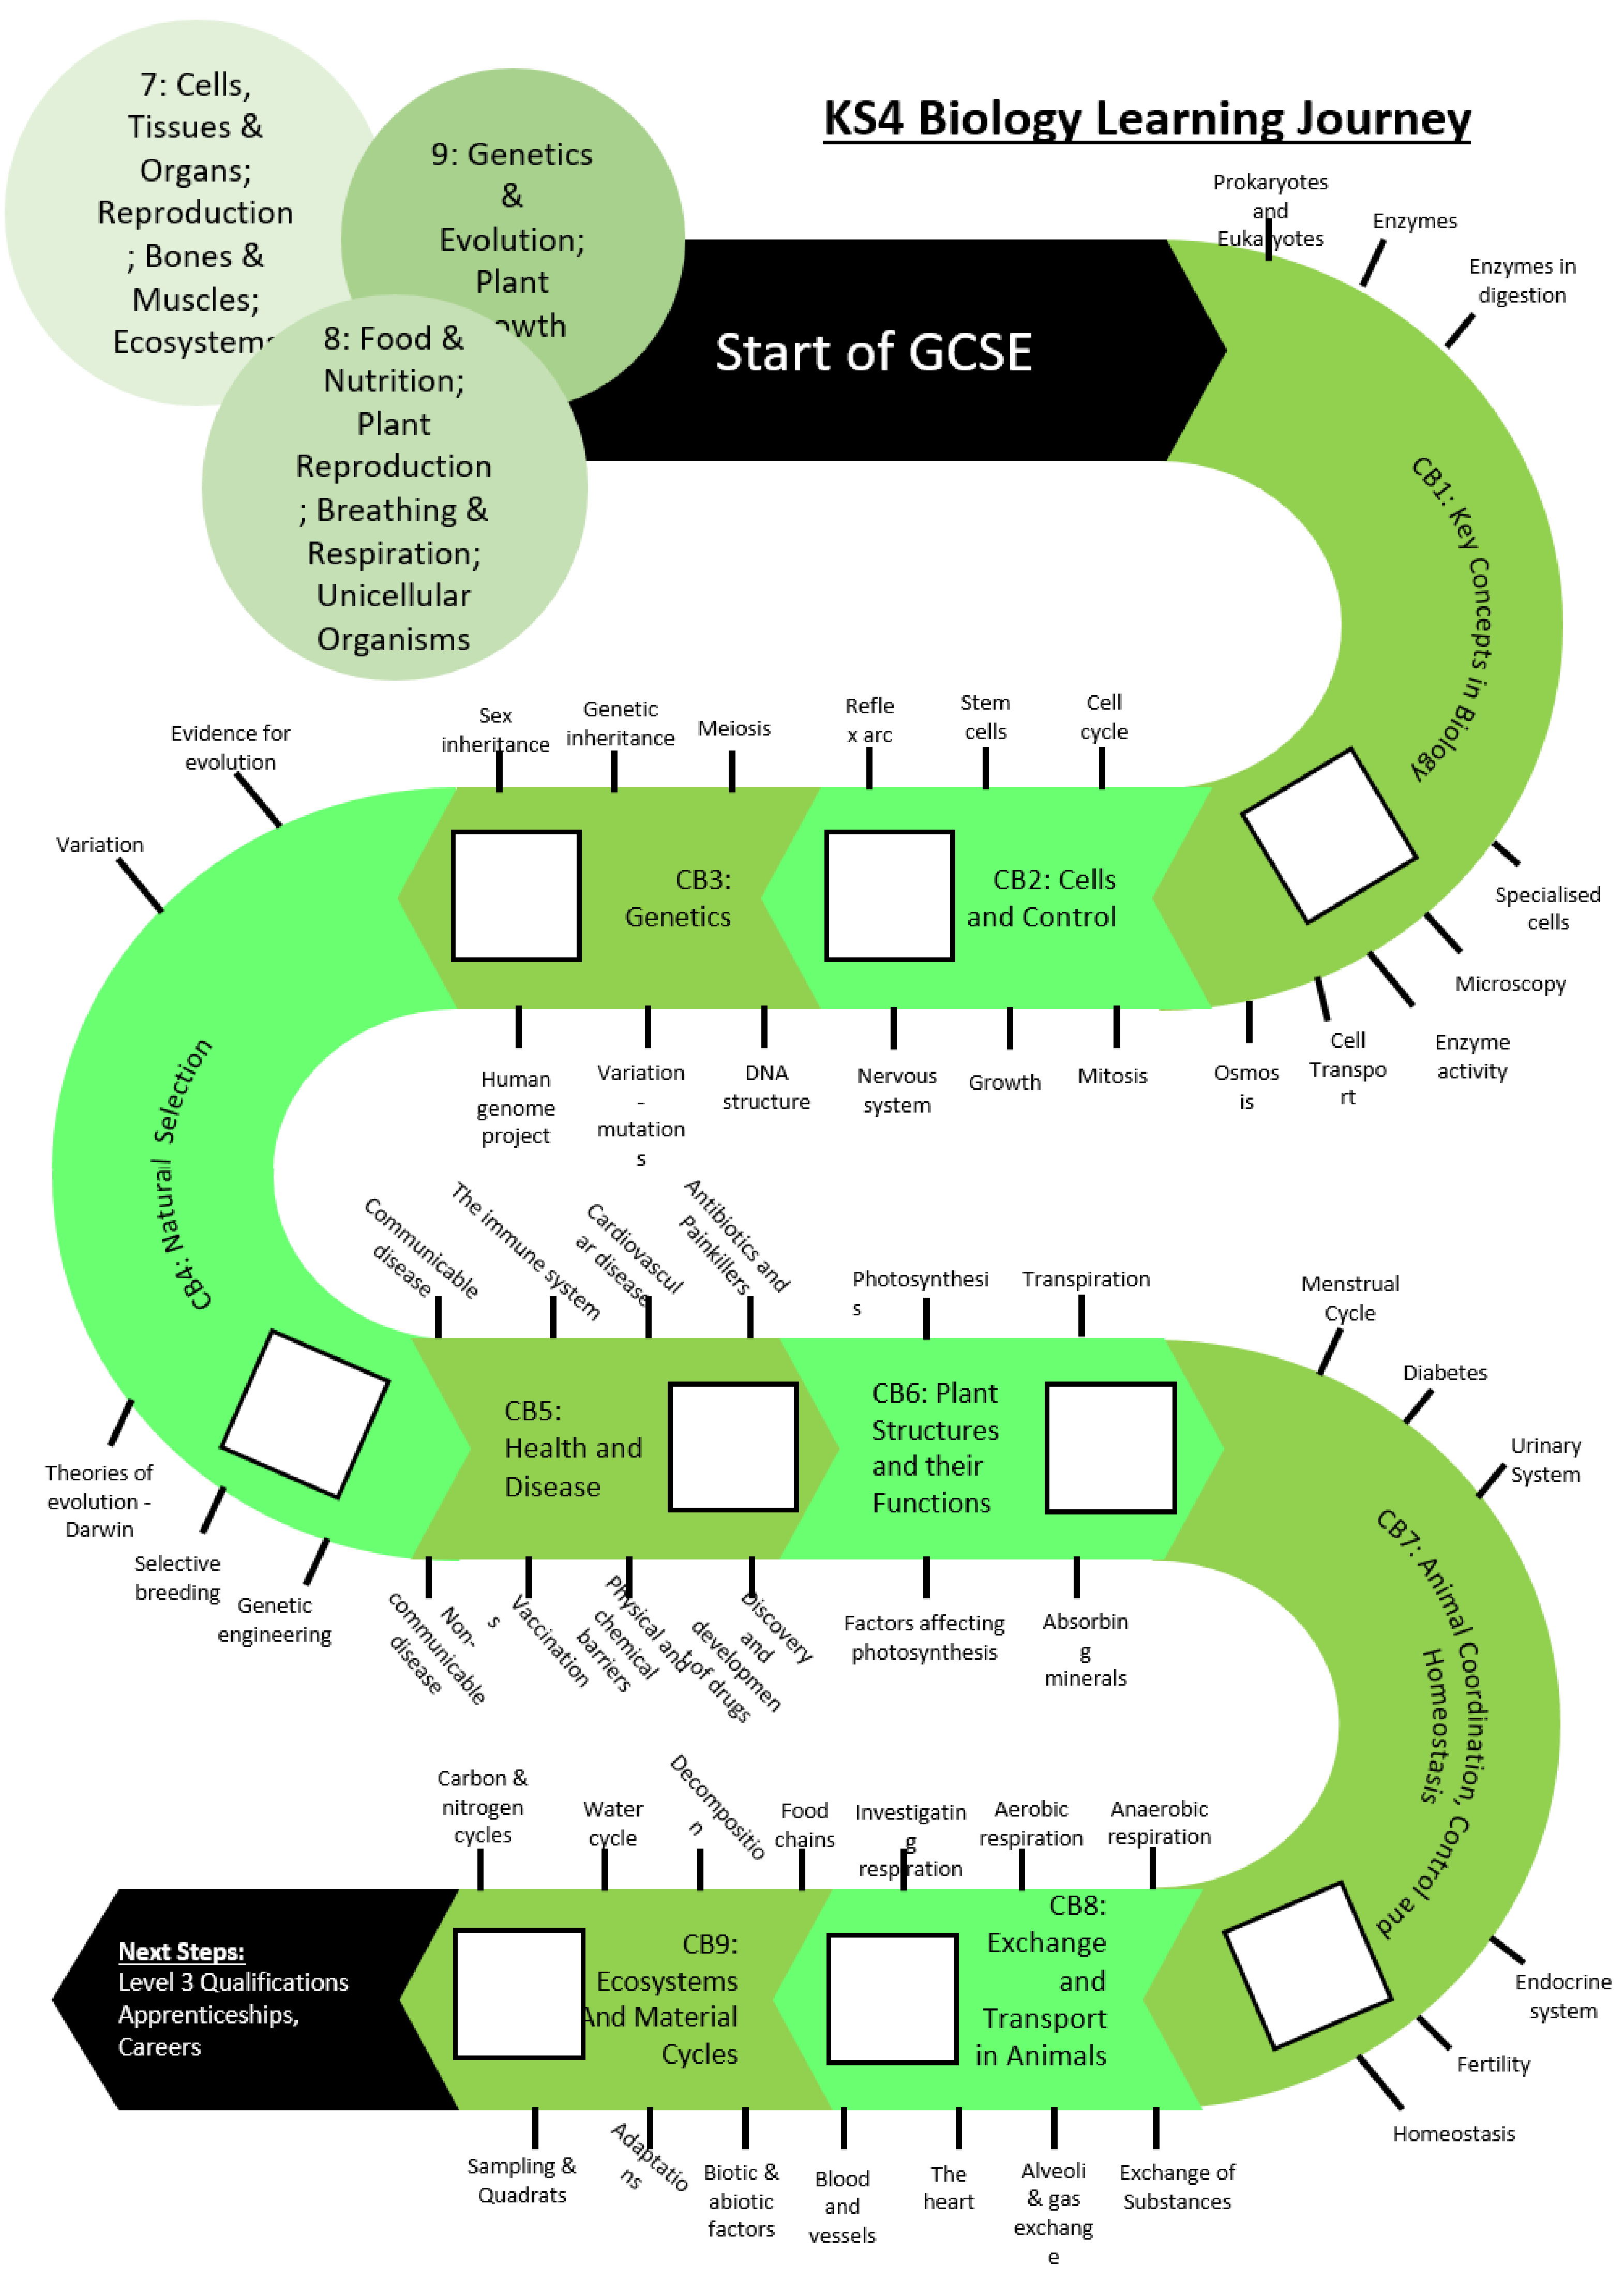 KS4 Biology Learning Journey
7: Cells,
Tissues &
Organs;
Reproduction
; Bones &
Muscles;
Ecosystems
9: Genetics
&
Evolution;
Plant
owth
8: Food &
Nutrition;
Plant
Reproduction
; Breathing &
Respiration;
Unicellular
Organisms
Start of GCSE
Prokaryotes
and
Eukaryotes
Enzymes
Enzymes in
digestion
CB1: Key Concepts in Biology
Specialised
cells
Microscopy
Enzyme
activity
Cell
Transpo
rt
Osmos
is
Cell
cycle
Stem
cells
Refle
x arc
CB2: Cells
and Control
Mitosis
Growth
Nervous
system
Meiosis
Genetic
inheritance
Sex
inheritance
CB3:
Genetics
DNA
structure
Variation
-
mutation
s
Human
genome
project
Evidence for
evolution
Variation
CB4: Natural Selection
Theories of
evolution -
Darwin
Selective
breeding
Genetic
engineering
Communicable
disease
The immune system
Cardiovascul
ar disease
Antibiotics and
Painkillers
CB5:
Health and
Disease
Non-
communicable
disease
s
Vaccination
Physical and
chemical
barriers
Discovery
and
developmen
t of drugs
Photosynthesi
s
Transpiration
CB6: Plant
Structures
and their
Functions
Factors affecting
photosynthesis
Absorbin
g
minerals
Menstrual
Cycle
Diabetes
Urinary
System
CB7: Animal Coordination, Control and
Homeostasis
Endocrine
system
Fertility
Homeostasis
Anaerobic
respiration
Aerobic
respiration
Investigatin
g
respiration
CB8:
Exchange
and
Transport
in Animals
Exchange of
Substances
Alveoli
& gas
exchang
e
The
heart
Blood
and
vessels
Food
chains
Decompositio
n
Water
cycle
Carbon &
nitrogen
cycles
CB9:
Ecosystems
And Material
Cycles
Biotic &
abiotic
factors
Adaptatio
ns
Sampling &
Quadrats
Next Steps:
Level 3 Qualifications
Apprenticeships,
Careers